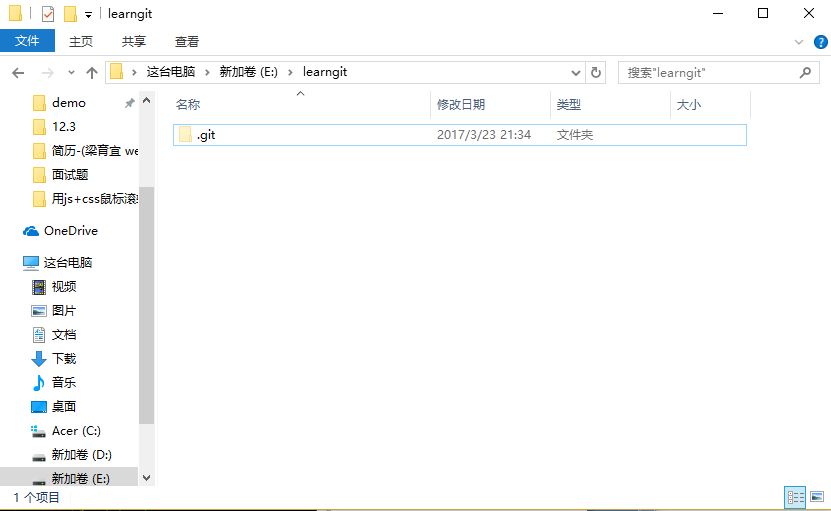 learngit
文件 主页 共享 查看
这台电脑 新加卷 (E:) learngit 搜索"learngit"
名称 修改日期 类型 大小
.git 2017/3/23 21:34 文件夹
demo
12.3
简历-(梁育宜 we
面试题
用js+css鼠标滚
OneDrive
这台电脑
视频
图片
文档
下载
音乐
桌面
Acer (C:)
新加卷 (D:)
新加卷 (E:)
1 个项目